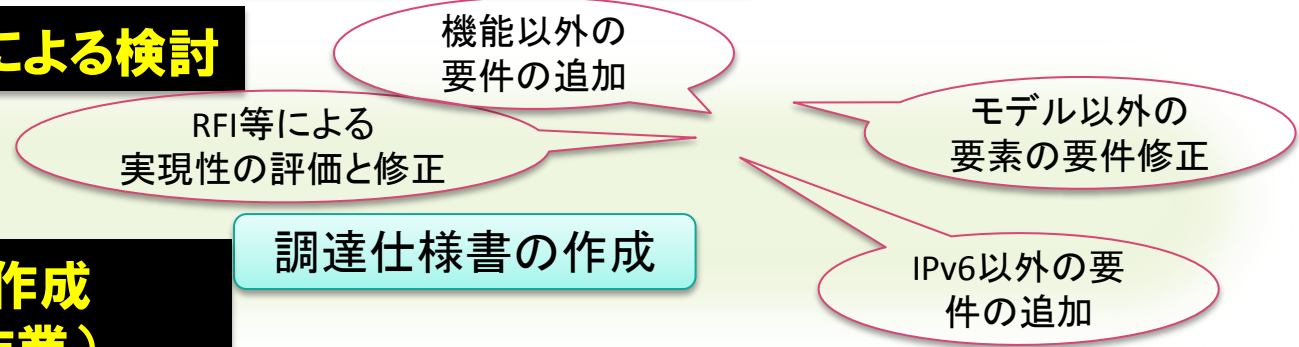 による検討
機能以外の
要件の追加
RFI等による
実現性の評価と修正
モデル以外の
要素の要件修正
調達仕様書の作成
IPv6以外の要
件の追加
作成
作業）